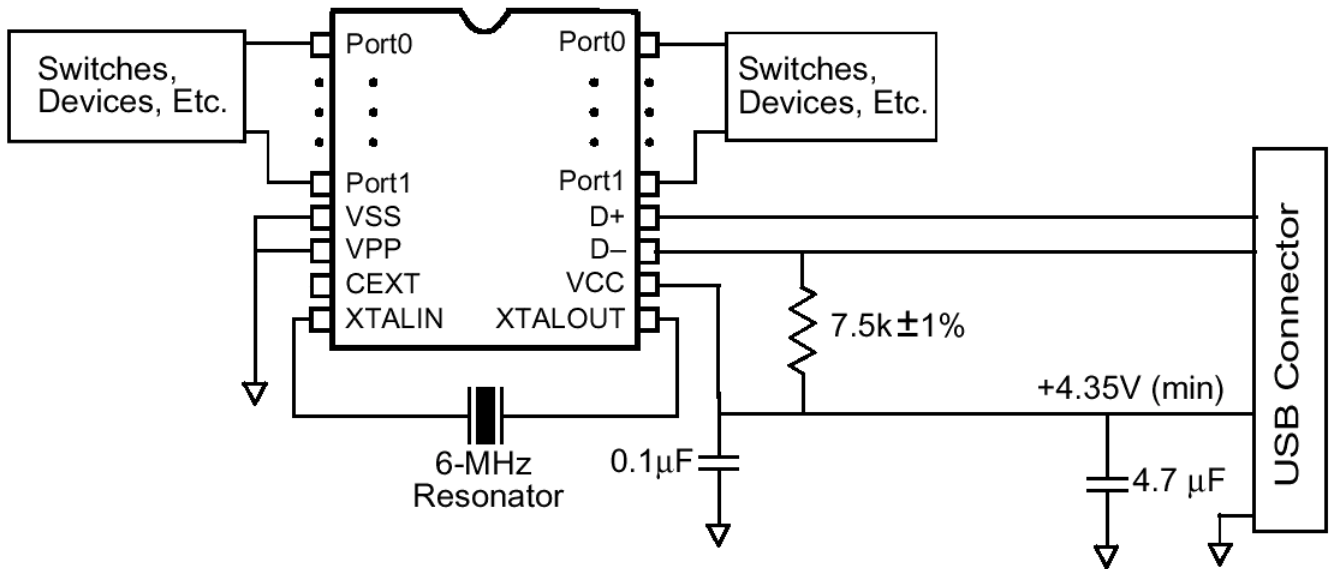 Switches,
Devices, Etc.
Port0
Port1
VSS
VPP
CEXT
XTALIN
Port0
Port1
D+
D–
VCC
XTALOUT
Switches,
Devices, Etc.
7.5k±1%
+4.35V (min)
0.1μF
4.7 μF
6-MHz
Resonator
USB Connector